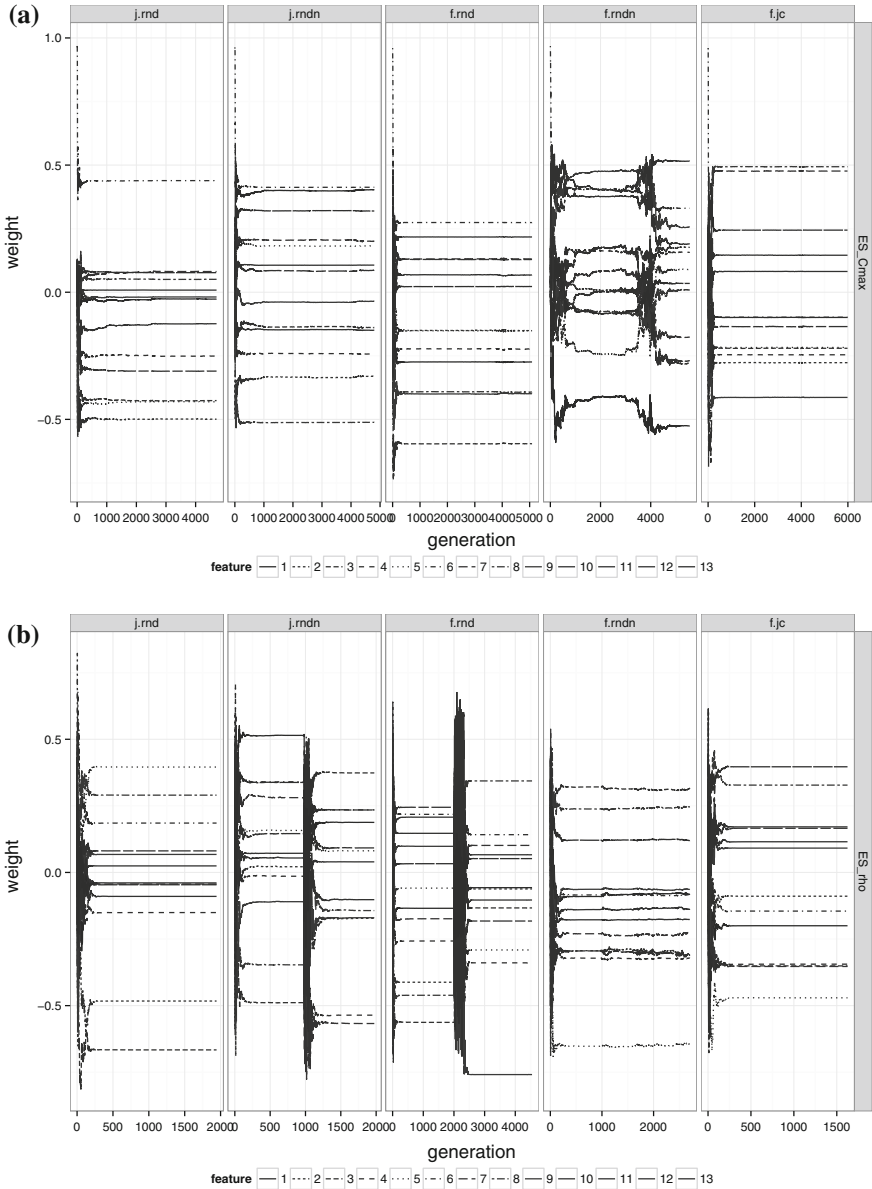 (a)
j.rnd j.rndn f.rnd f.rndn f.jc
1.0
0.5
0.0
−0.5
weight
ES_Cmax
0 1000 2000 3000 4000 0 1000 2000 3000 4000 5000 0 1000 2000 3000 4000 5000 0 2000 4000 0 2000 4000 6000
generation
feature 1 2 3 4 5 6 7 8 9 10 11 12 13
(b)
j.rnd j.rndn f.rnd f.rndn f.jc
0.5
0.0
−0.5
weight
ES_rho
0 500 1000 1500 2000 0 500 1000 1500 2000 0 1000 2000 3000 4000 0 1000 2000 0 500 1000 1500
generation
feature 1 2 3 4 5 6 7 8 9 10 11 12 13